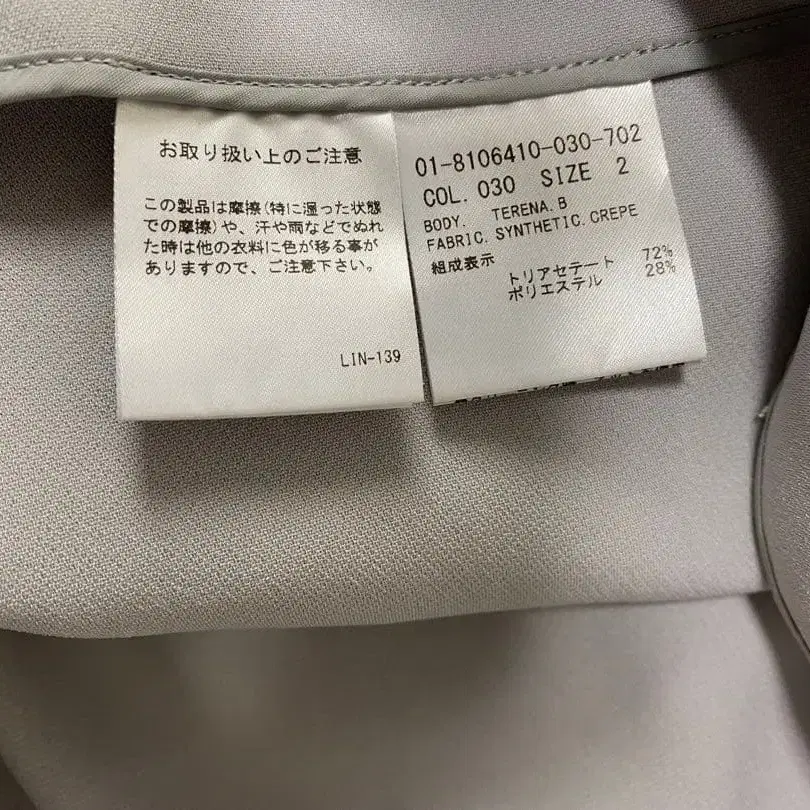 お取り扱い上のご注意
この製品は摩擦(特に湿った状態
での摩擦)や、汗や雨などでぬれ
た時は他の衣料に色が移る事が
ありますので、ご注意下さい。
LIN-139
01-8106410-030-702
COL. 030 SIZE 2
BODY. TERENA.B
FABRIC. SYNTHETIC.CREPE
組成表示
トリアセテート 72%
ポリエステル 28%